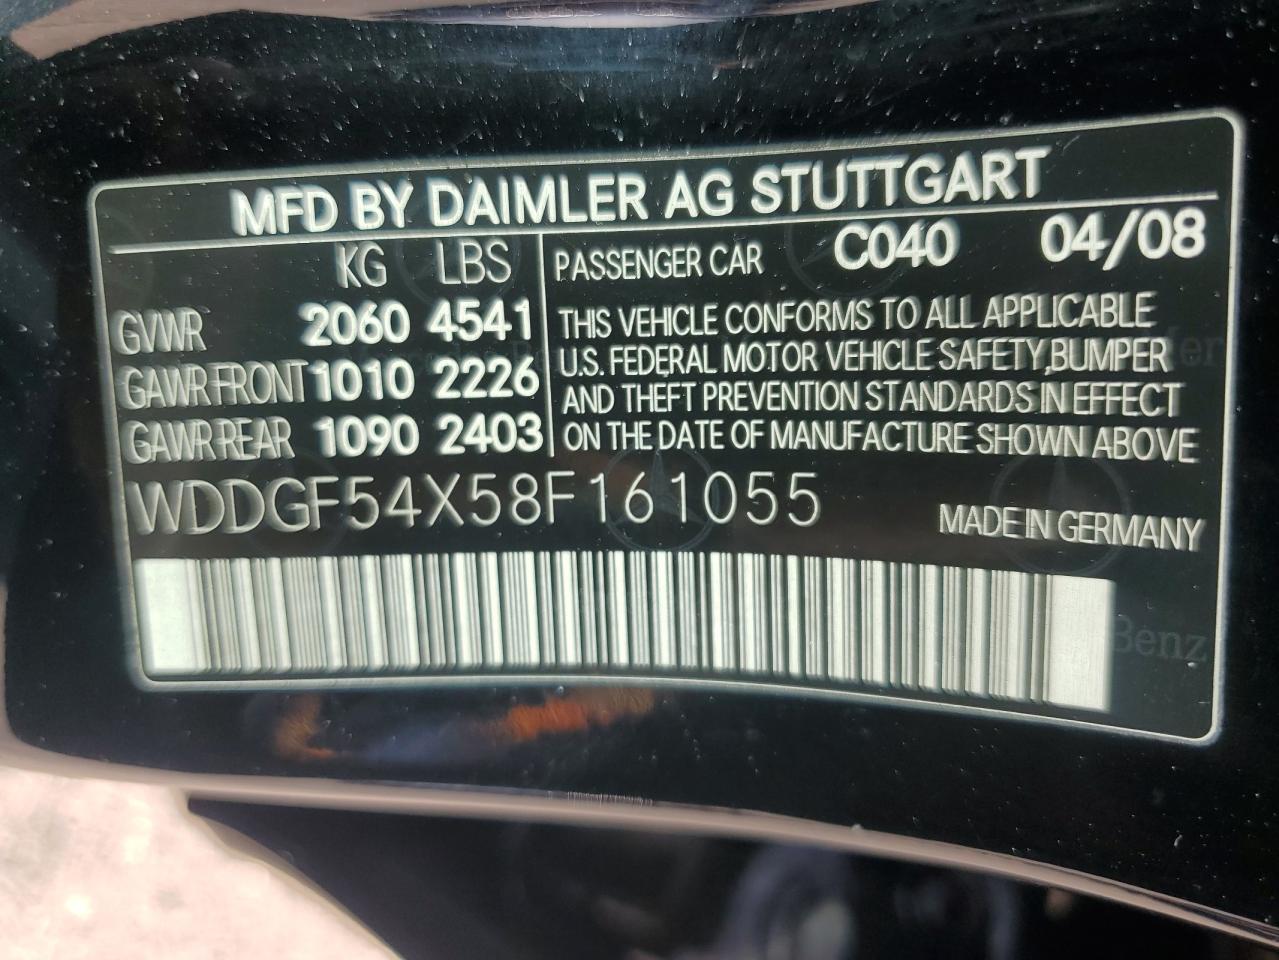 MFD BY DAIMLER AG STUTTGART
KG LBS
GVWR 2060 4541
GAWR FRONT 1010 2226
GAWR REAR 1090 2403
PASSENGER CAR C040 04/08
THIS VEHICLE CONFORMS TO ALL APPLICABLE
U.S. FEDERAL MOTOR VEHICLE SAFETY, BUMPER
AND THEFT PREVENTION STANDARDS IN EFFECT
ON THE DATE OF MANUFACTURE SHOWN ABOVE
WDDGF54X58F161055
MADE IN GERMANY
Benz